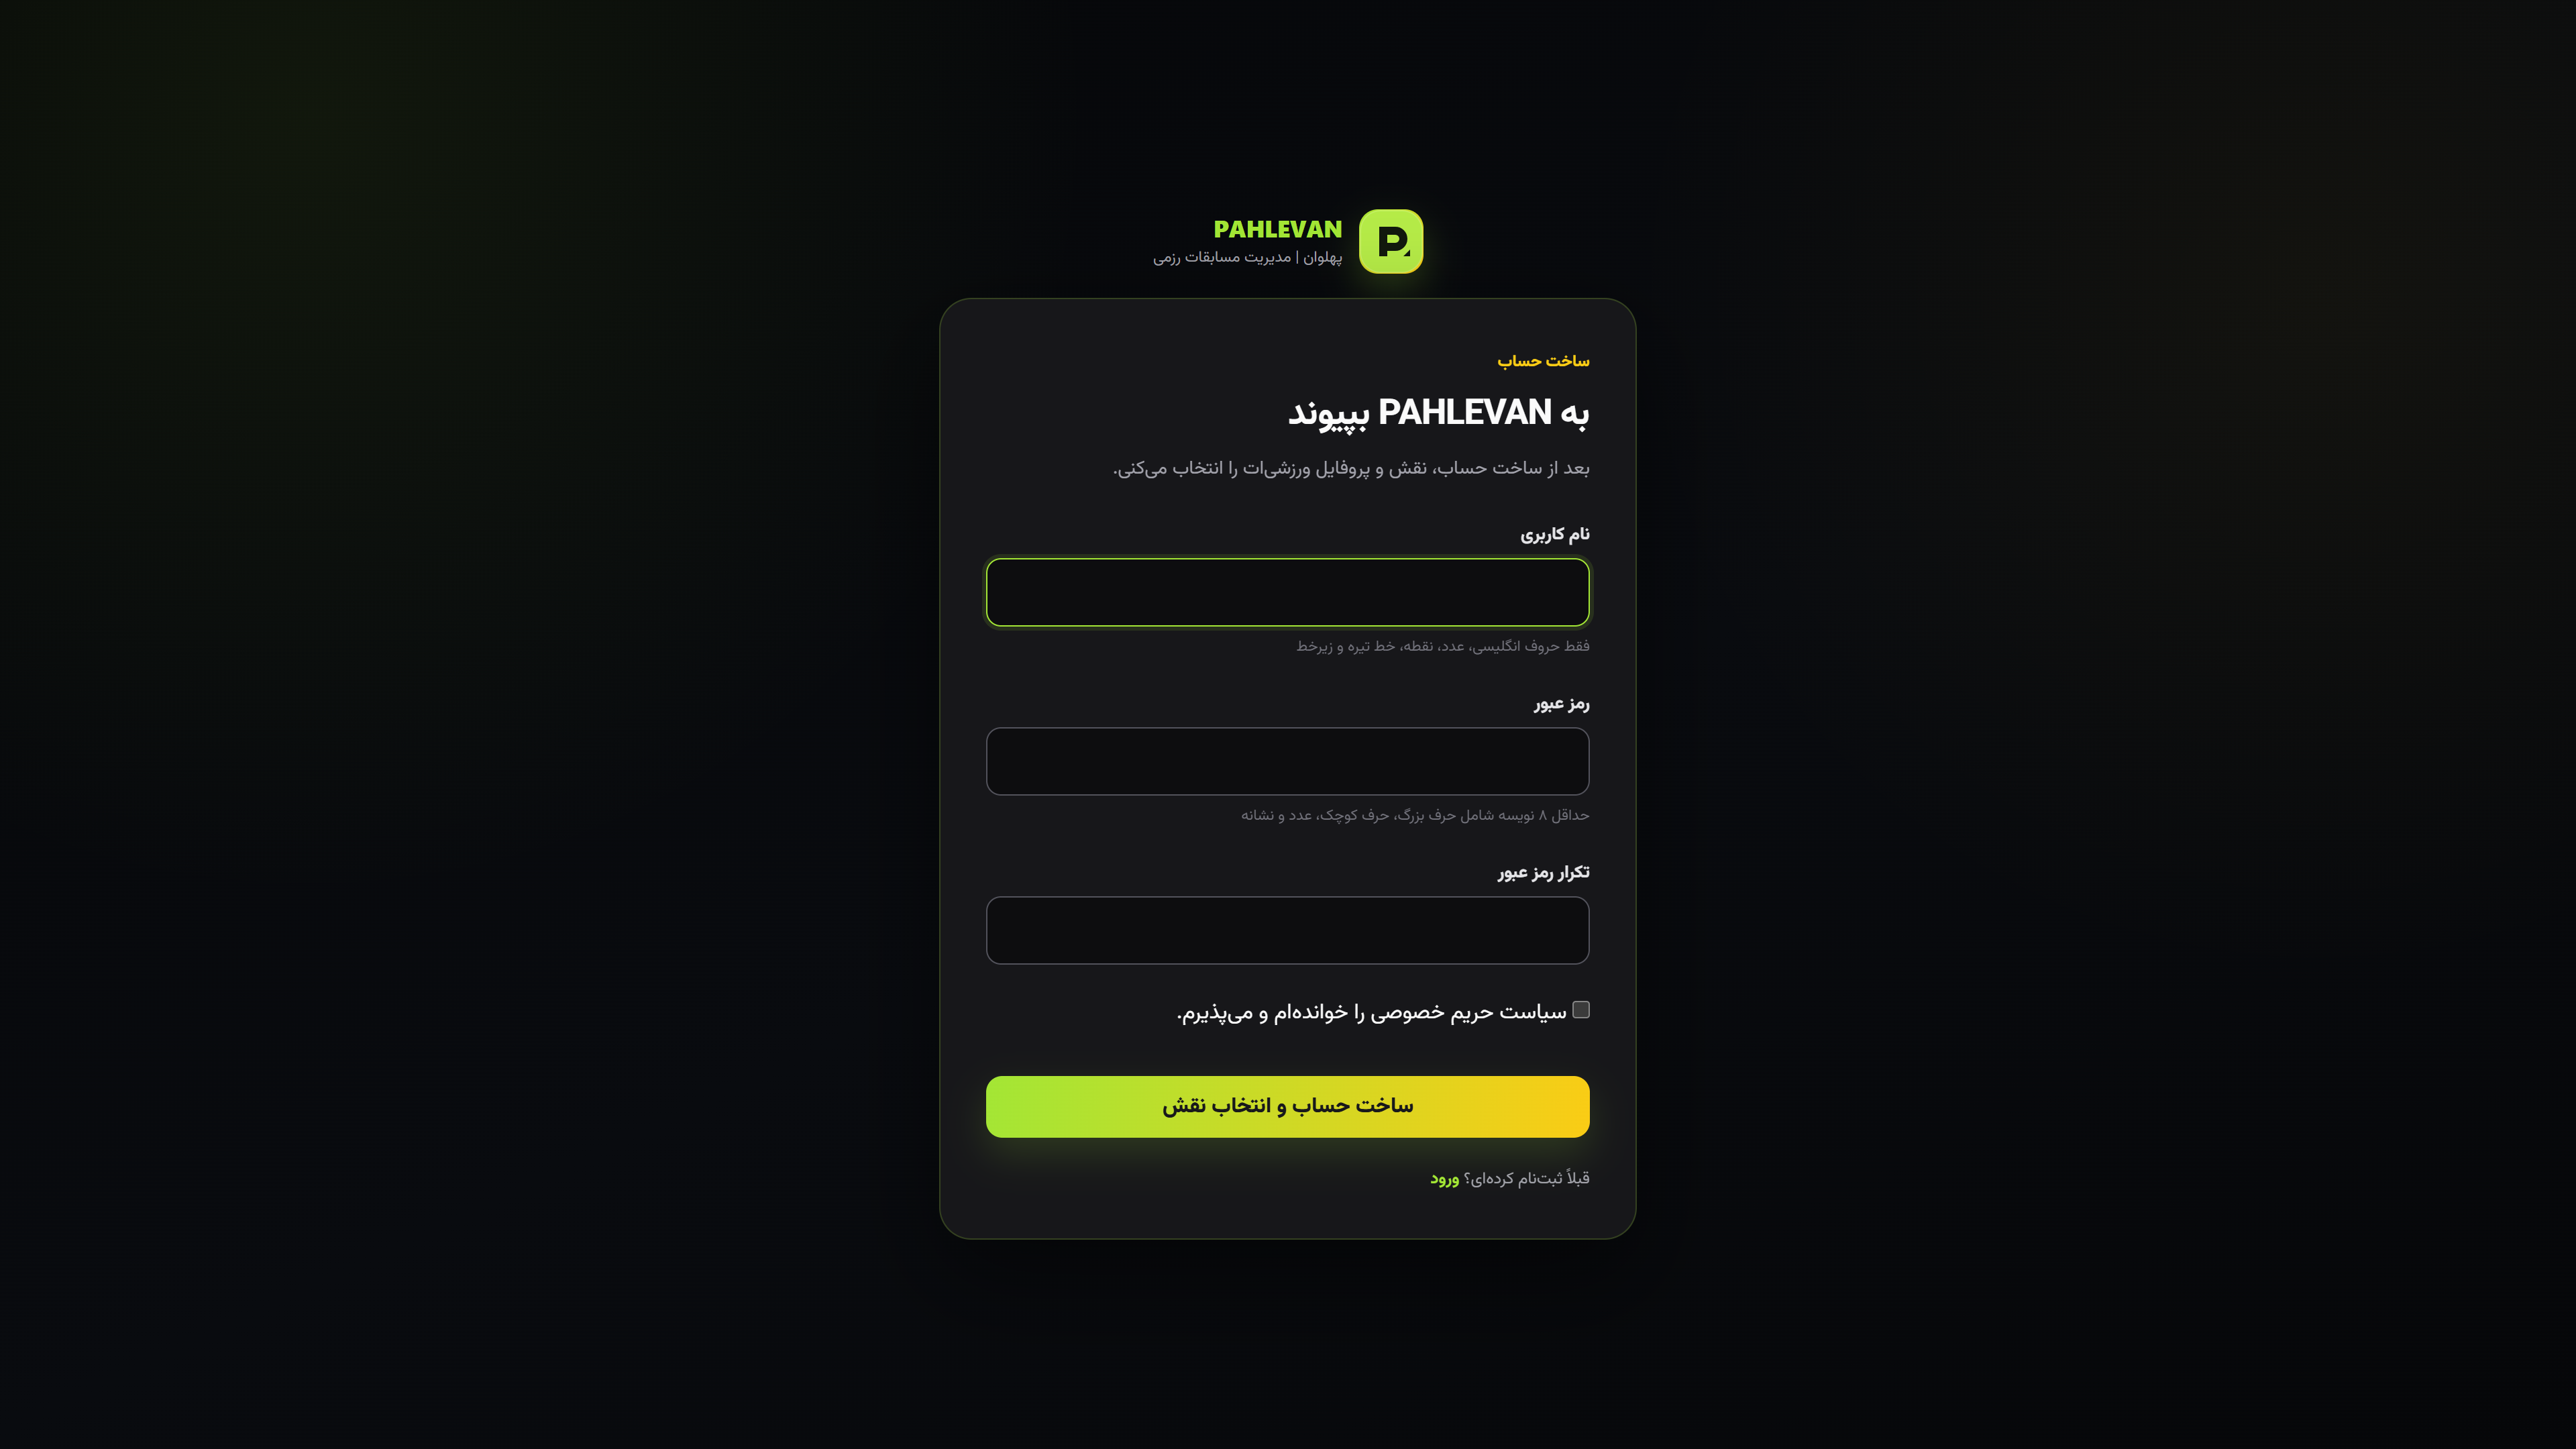 P
PAHLEVAN
پهلوان | مدیریت مسابقات رزمی
ساخت حساب
به PAHLEVAN بپیوند
بعد از ساخت حساب، نقش و پروفایل ورزشی‌ات را انتخاب می‌کنی.
نام کاربری
فقط حروف انگلیسی، عدد، نقطه، خط تیره و زیرخط
رمز عبور
حداقل ۸ نویسه شامل حرف بزرگ، حرف کوچک، عدد و نشانه
تکرار رمز عبور
سیاست حریم خصوصی را خوانده‌ام و می‌پذیرم.
ساخت حساب و انتخاب نقش
قبلاً ثبت‌نام کرده‌ای؟ ورود